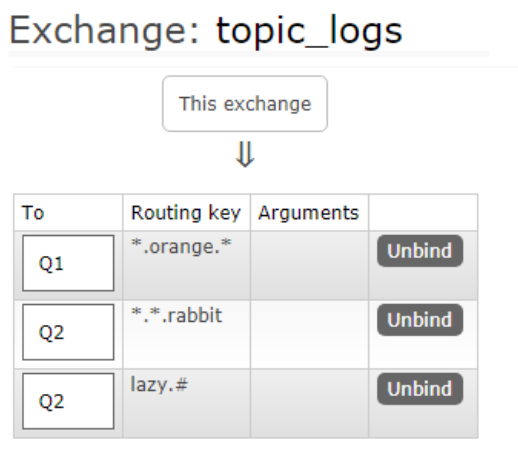 Exchange: topic_logs
This exchange
⇓
To Routing key Arguments
Q1 *.orange.* Unbind
Q2 *.*.rabbit Unbind
Q2 lazy.# Unbind